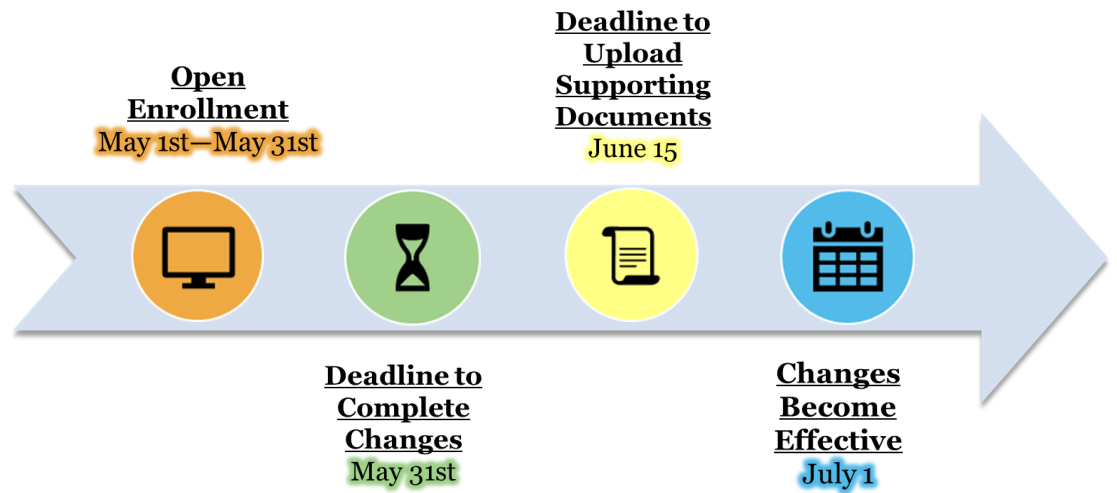 Open
Enrollment
May 1st—May 31st
Deadline to
Complete
Changes
May 31st
Deadline to
Upload
Supporting
Documents
June 15
Changes
Become
Effective
July 1